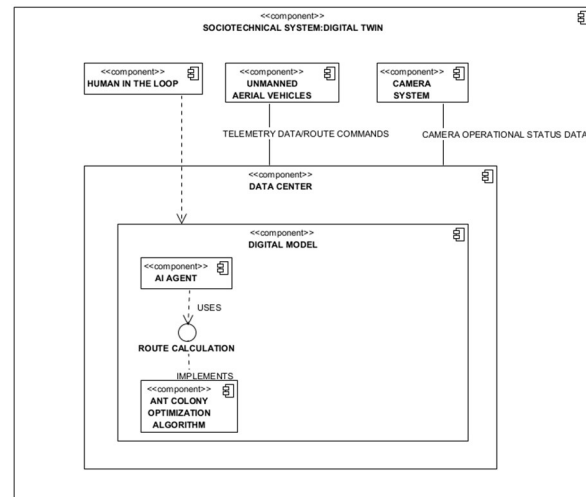 <<component>>
SOCIOTECHNICAL SYSTEM:DIGITAL TWIN
<<component>>
HUMAN IN THE LOOP
<<component>>
UNMANNED
AERIAL VEHICLES
<<component>>
CAMERA
SYSTEM
TELEMETRY DATA/ROUTE COMMANDS
CAMERA OPERATIONAL STATUS DATA
<<component>>
DATA CENTER
<<component>>
DIGITAL MODEL
<<component>>
AI AGENT
USES
ROUTE CALCULATION
IMPLEMENTS
<<component>>
ANT COLONY
OPTIMIZATION
ALGORITHM